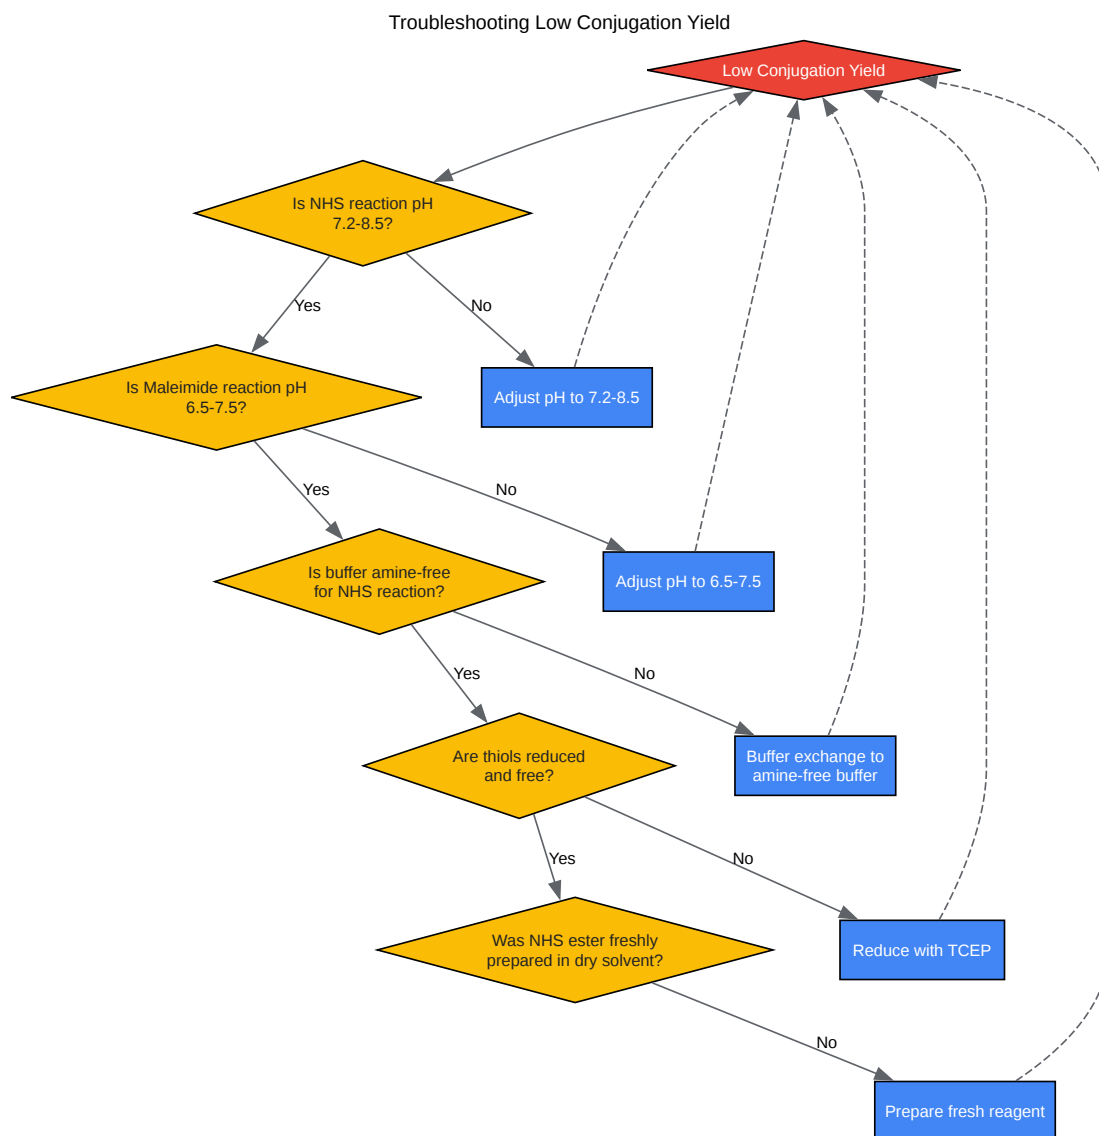 Troubleshooting Low Conjugation Yield
Low Conjugation Yield
Is NHS reaction pH
7.2-8.5?
Yes
No
Is Maleimide reaction pH
6.5-7.5?
Adjust pH to 7.2-8.5
Yes
No
Is buffer amine-free
for NHS reaction?
Adjust pH to 6.5-7.5
Yes
No
Are thiols reduced
and free?
Buffer exchange to
amine-free buffer
Yes
No
Was NHS ester freshly
prepared in dry solvent?
Reduce with TCEP
No
Prepare fresh reagent